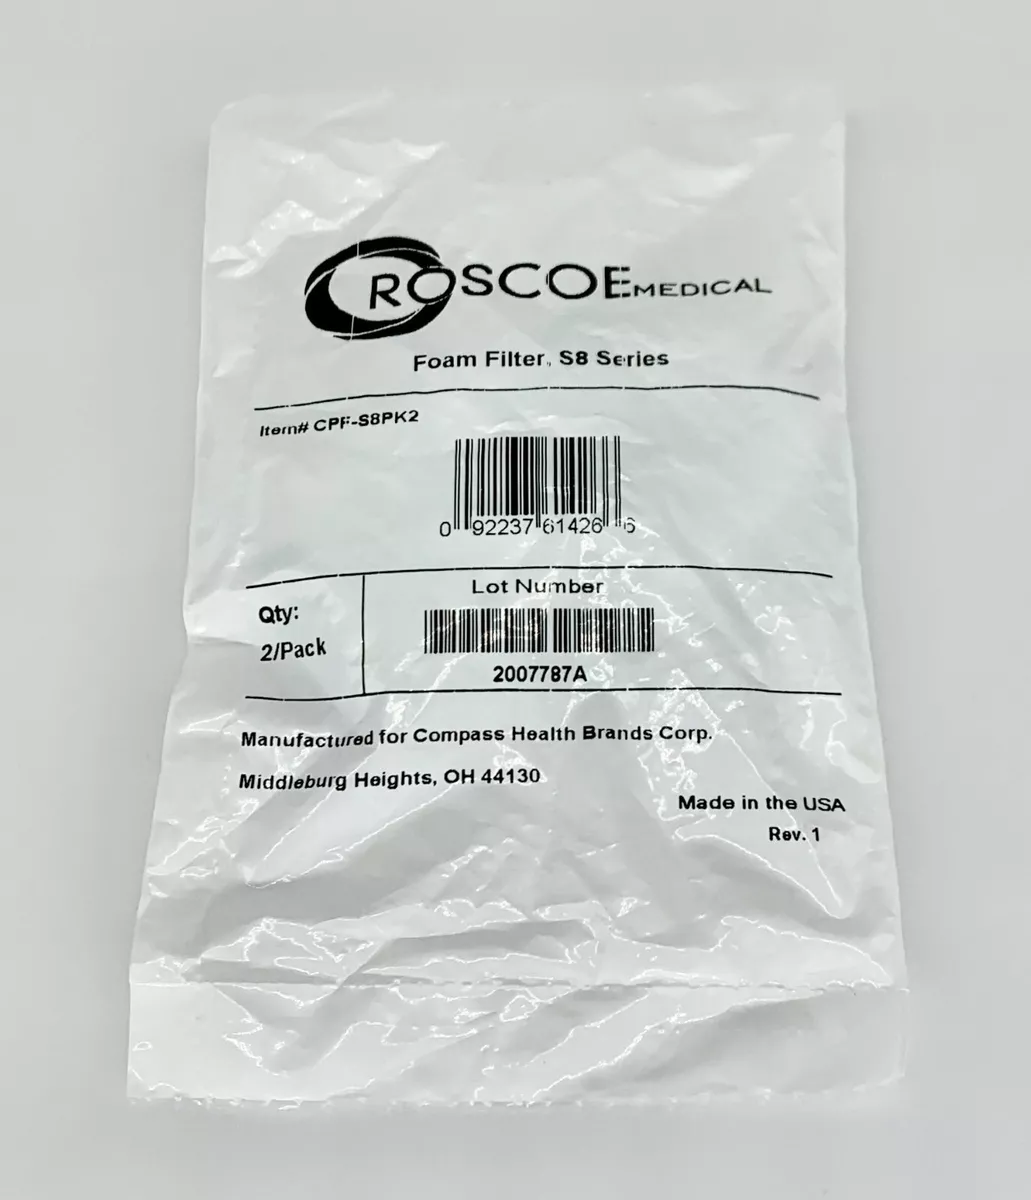 ROSCOE MEDICAL
Foam Filter, S8 Series
Item# CPF-S8PK2
0 92237 61426 6
Lot Number
Qty:
2/Pack
2007787A
Manufactured for Compass Health Brands Corp.
Middleburg Heights, OH 44130
Made in the USA
Rev. 1